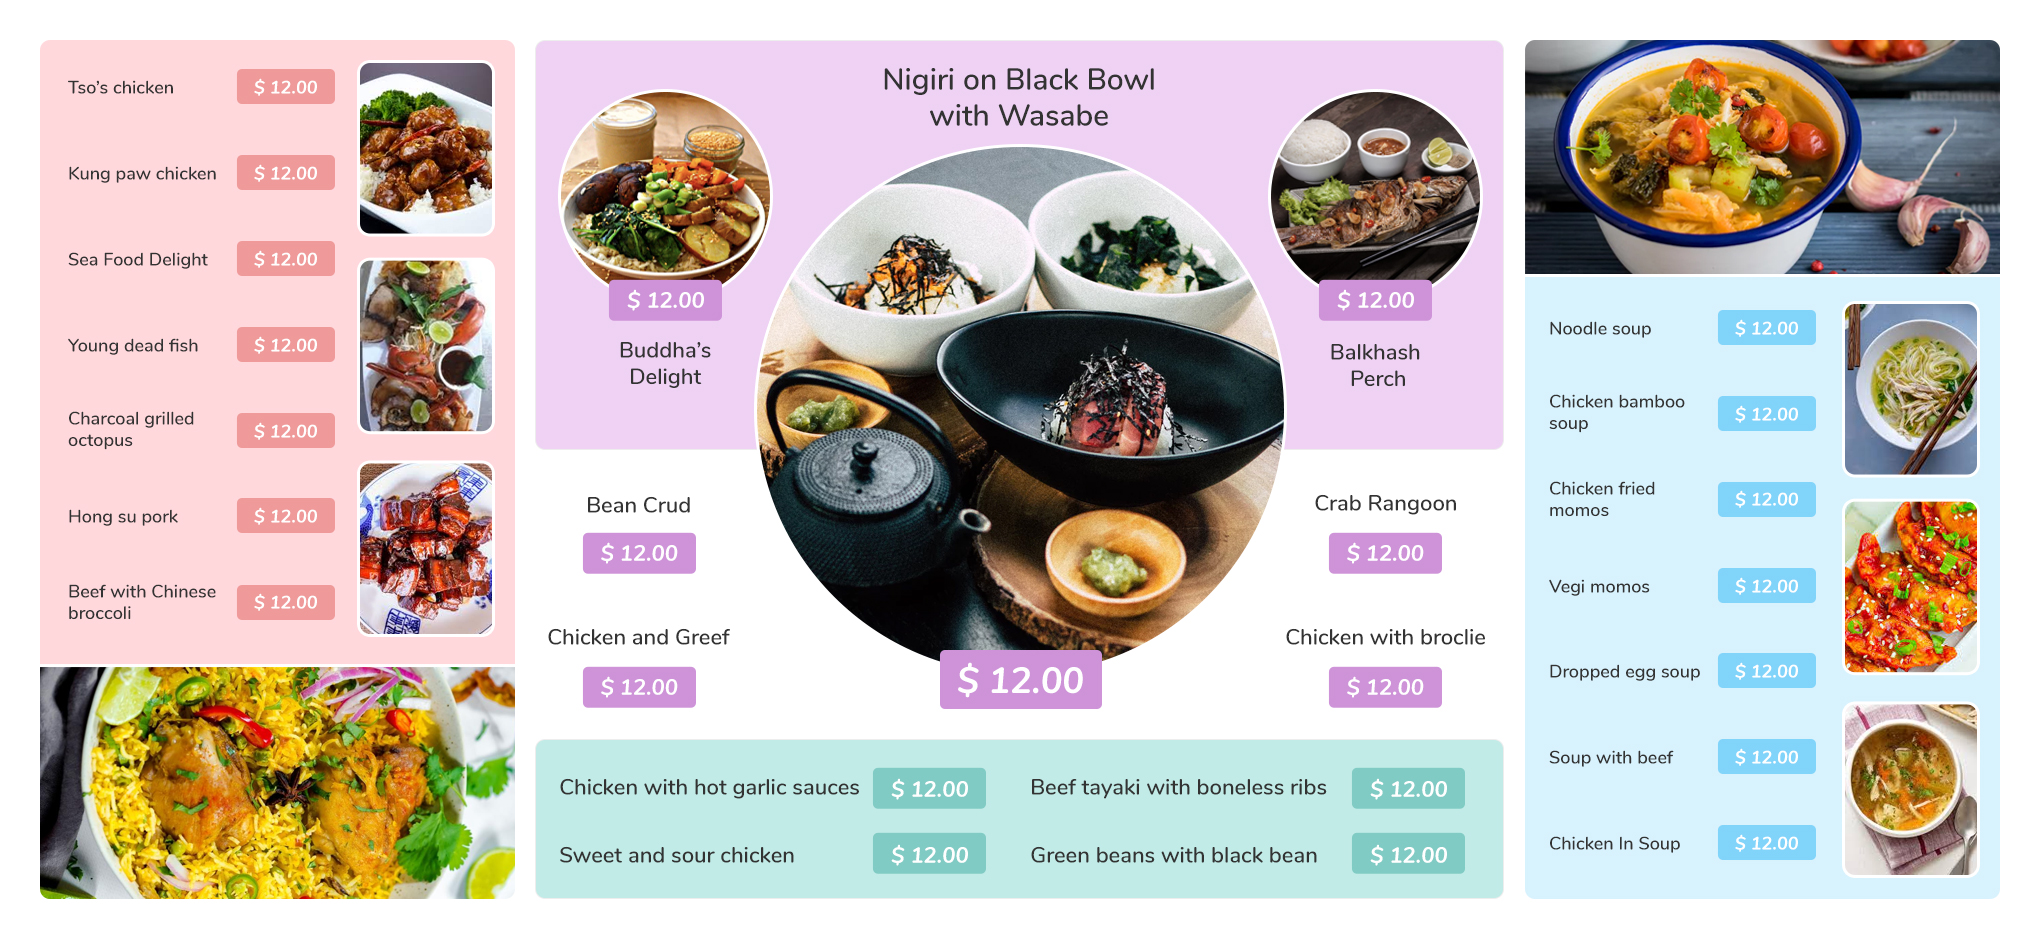 Tso's chicken
$ 12.00
Kung paw chicken
$ 12.00
Sea Food Delight
$ 12.00
Young dead fish
$ 12.00
Charcoal grilled
octopus
$ 12.00
Hong su pork
$ 12.00
Beef with Chinese
broccoli
$ 12.00
Nigiri on Black Bowl
with Wasabe
$ 12.00
$ 12.00
Buddha's
Delight
$ 12.00
Balkhash
Perch
Bean Crud
$ 12.00
Crab Rangoon
$ 12.00
Chicken and Greef
$ 12.00
Chicken with broclie
$ 12.00
Chicken with hot garlic sauces
$ 12.00
Beef tayaki with boneless ribs
$ 12.00
Sweet and sour chicken
$ 12.00
Green beans with black bean
$ 12.00
Noodle soup
$ 12.00
Chicken bamboo
soup
$ 12.00
Chicken fried
momos
$ 12.00
Vegi momos
$ 12.00
Dropped egg soup
$ 12.00
Soup with beef
$ 12.00
Chicken In Soup
$ 12.00